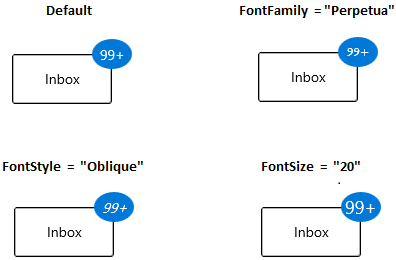 Default
99+
Inbox
FontFamily = "Perpetua"
99+
Inbox
FontStyle = "Oblique"
99+
Inbox
FontSize = "20"
99+
Inbox